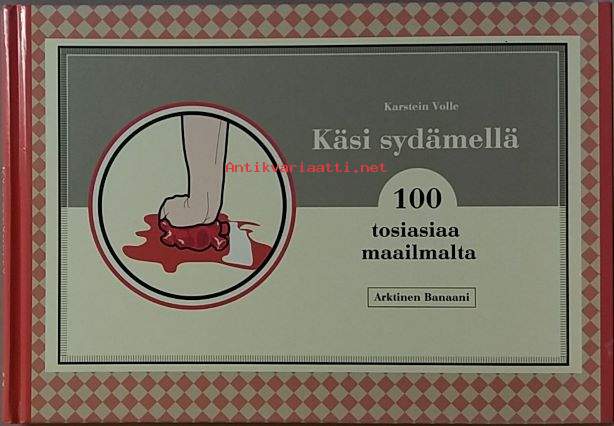 Karstein Volle
Käsi sydämellä
Antikvariaatti.net
100
tosiasiaa
maailmalta
Arktinen Banaani